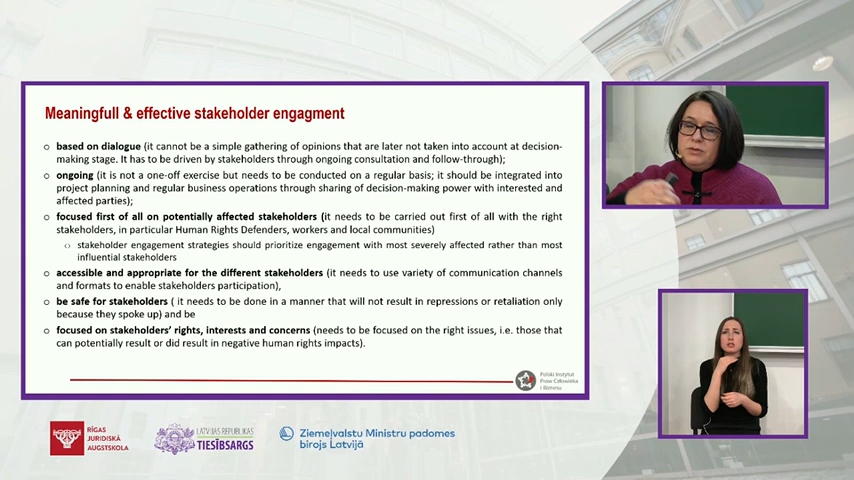 Meaningfull & effective stakeholder engagment
based on dialogue (it cannot be a simple gathering of opinions that are later not taken into account at decision-
making stage. It has to be driven by stakeholders through ongoing consultation and follow-through);
ongoing (it is not a one-off exercise but needs to be conducted on a regular basis; it should be integrated into
project planning and regular business operations through sharing of decision-making power with interested and
affected parties);
focused first of all on potentially affected stakeholders (it needs to be carried out first of all with the right
stakeholders, in particular Human Rights Defenders, workers and local communities)
stakeholder engagement strategies should prioritize engagement with most severely affected rather than most
influential stakeholders
accessible and appropriate for the different stakeholders (it needs to use variety of communication channels
and formats to enable stakeholders participation),
be safe for stakeholders ( it needs to be done in a manner that will not result in repressions or retaliation only
because they spoke up) and be
focused on stakeholders' rights, interests and concerns (needs to be focused on the right issues, i.e. those that
can potentially result or did result in negative human rights impacts).
Polski Instytut
Praw Człowieka
i Biznesu
RĪGAS
JURIDISKĀ
AUGSTSKOLA
LATVIJAS REPUBLIKAS
TIESĪBSARGS
Ziemeļvalstu Ministru padomes
birojs Latvijā